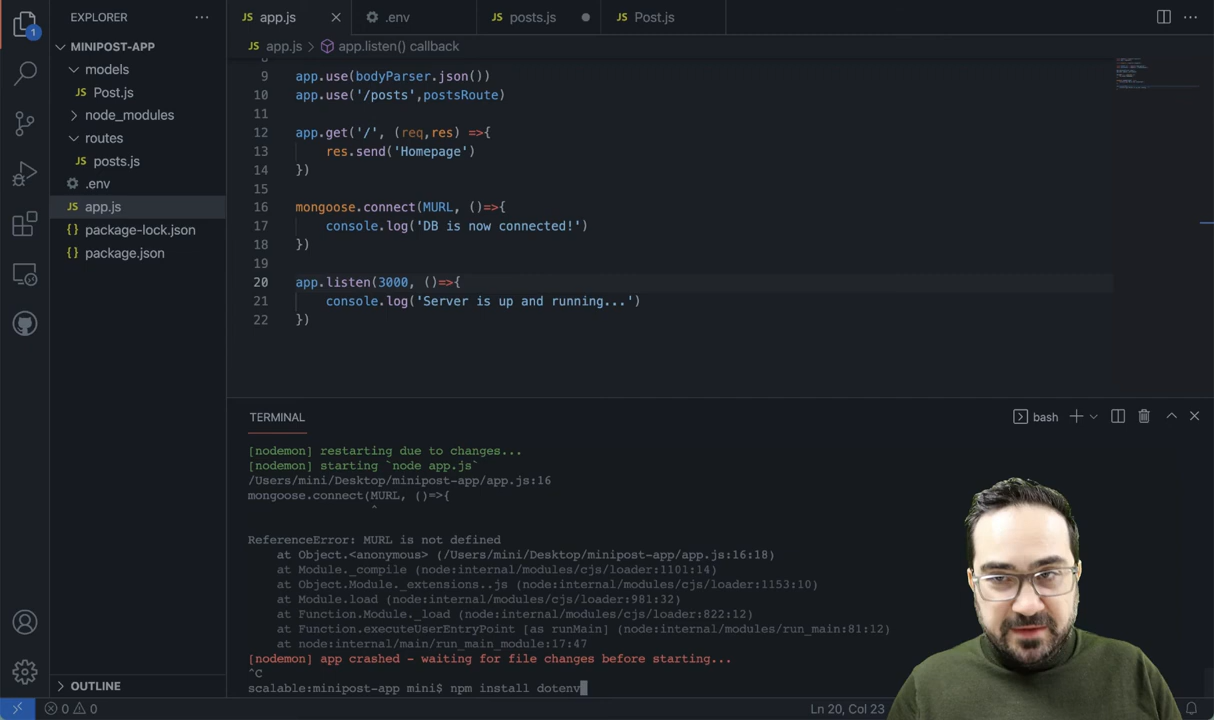 EXPLORER
app.js
.env
posts.js
Post.js
MINIPOST-APP
app.js > app.listen() callback
models
Post.js
node_modules
routes
posts.js
.env
app.js
package-lock.json
package.json
9 app.use(bodyParser.json())
10 app.use('/posts',postsRoute)
11
12 app.get('/', (req,res) =>{
13 res.send('Homepage')
14 })
15
16 mongoose.connect(MURL, ()=>{
17 console.log('DB is now connected!')
18 })
19
20 app.listen(3000, ()=>{
21 console.log('Server is up and running...')
22 })
TERMINAL
bash
[nodemon] restarting due to changes...
[nodemon] starting `node app.js`
/Users/mini/Desktop/minipost-app/app.js:16
mongoose.connect(MURL, ()=>{
^
ReferenceError: MURL is not defined
at Object.<anonymous> (/Users/mini/Desktop/minipost-app/app.js:16:18)
at Module._compile (node:internal/modules/cjs/loader:1101:14)
at Object.Module._extensions..js (node:internal/modules/cjs/loader:1153:10)
at Module.load (node:internal/modules/cjs/loader:981:32)
at Function.Module._load (node:internal/modules/cjs/loader:822:12)
at Function.executeUserEntryPoint [as runMain] (node:internal/modules/run_main:81:12)
at node:internal/main/run_main_module:17:47
[nodemon] app crashed - waiting for file changes before starting...
^C
scalable:minipost-app mini$ npm install dotenv
OUTLINE
0 0
Ln 20, Col 23
1